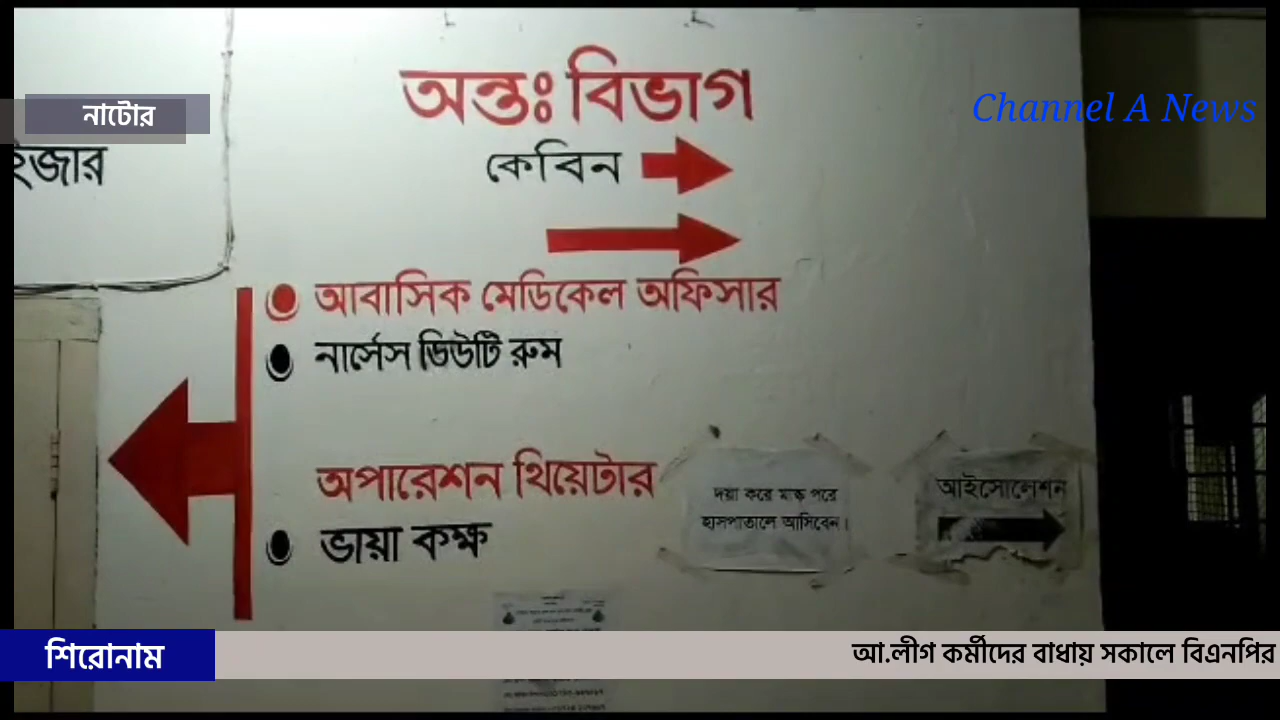 অন্তঃ বিভাগ
নাটোর
Channel A News
ইজার
কেবিন
আবাসিক মেডিকেল অফিসার
নার্সেস ডিউটি রুম
অপারেশন থিয়েটার
ভায়া কক্ষ
দয়া করে মাস্ক পরে
হাসপাতালে আসিবেন।
আইসোলেশন
শিরোনাম
আ.লীগ কর্মীদের বাধায় সকালে বিএনপির